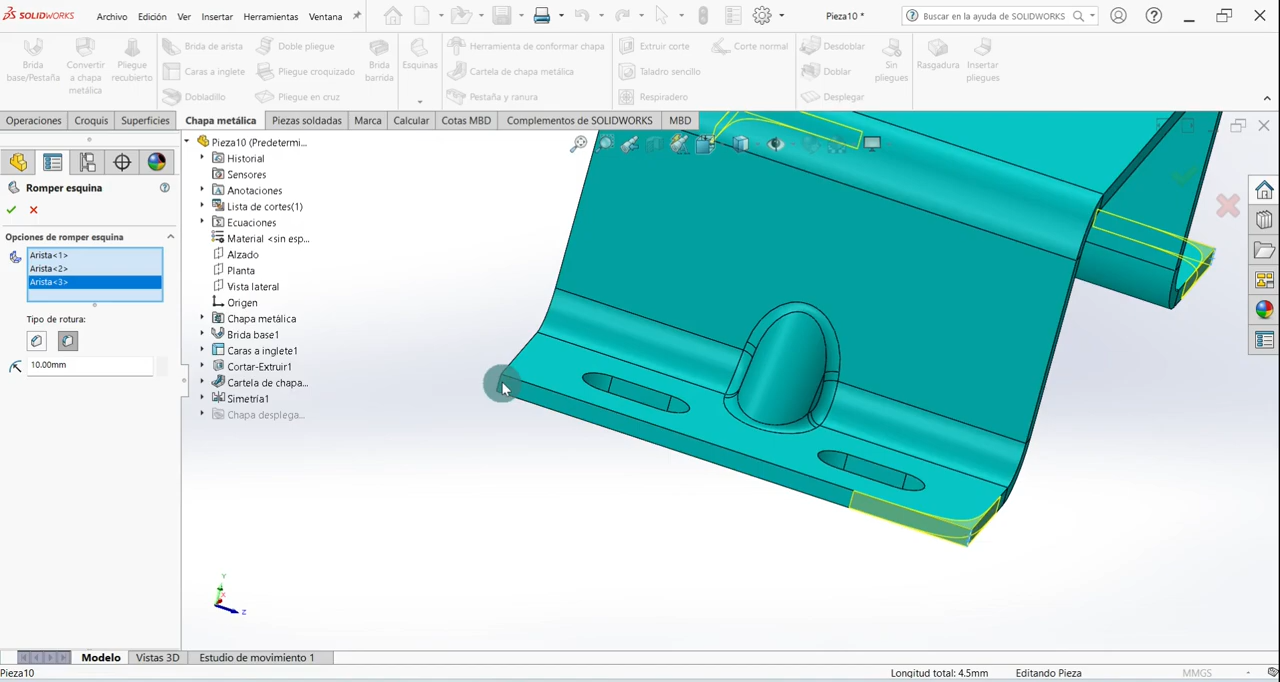 SOLIDWORKS
Archivo Edición Ver Insertar Herramientas Ventana
Pieza10 *
Buscar en la ayuda de SOLIDWORKS
Brida base/Pestaña
Convertir a chapa metálica
Pliegue recubierto
Brida de arista
Caras a inglete
Dobladillo
Doble pliegue
Pliegue croquizado
Pliegue en cruz
Brida barrida
Esquinas
Herramienta de conformar chapa
Cartela de chapa metálica
Pestaña y ranura
Extruir corte
Taladro sencillo
Respiradero
Corte normal
Desdoblar
Doblar
Desplegar
Sin pliegues
Rasgadura
Insertar pliegues
Operaciones Croquis Superficies Chapa metálica Piezas soldadas Marca Calcular Cotas MBD Complementos de SOLIDWORKS MBD
Romper esquina
Opciones de romper esquina
Arista<1>
Arista<2>
Arista<3>
Tipo de rotura:
10.00mm
Pieza10 (Predetermi...
Historial
Sensores
Anotaciones
Lista de cortes(1)
Ecuaciones
Material <sin esp...
Alzado
Planta
Vista lateral
Origen
Chapa metálica
Brida base1
Caras a inglete1
Cortar-Extruir1
Cartela de chapa...
Simetría1
Chapa desplega...
Y
X
Z
Modelo Vistas 3D Estudio de movimiento 1
Pieza10 Longitud total: 4.5mm Editando Pieza MMGS